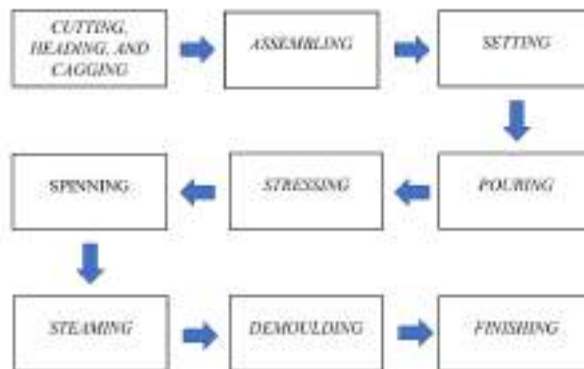 CUTTING,
HEADING, AND
CAGGING
ASSEMBLING
SETTING
POURING
STRESSING
SPINNING
STEAMING
DEMOULDING
FINISHING